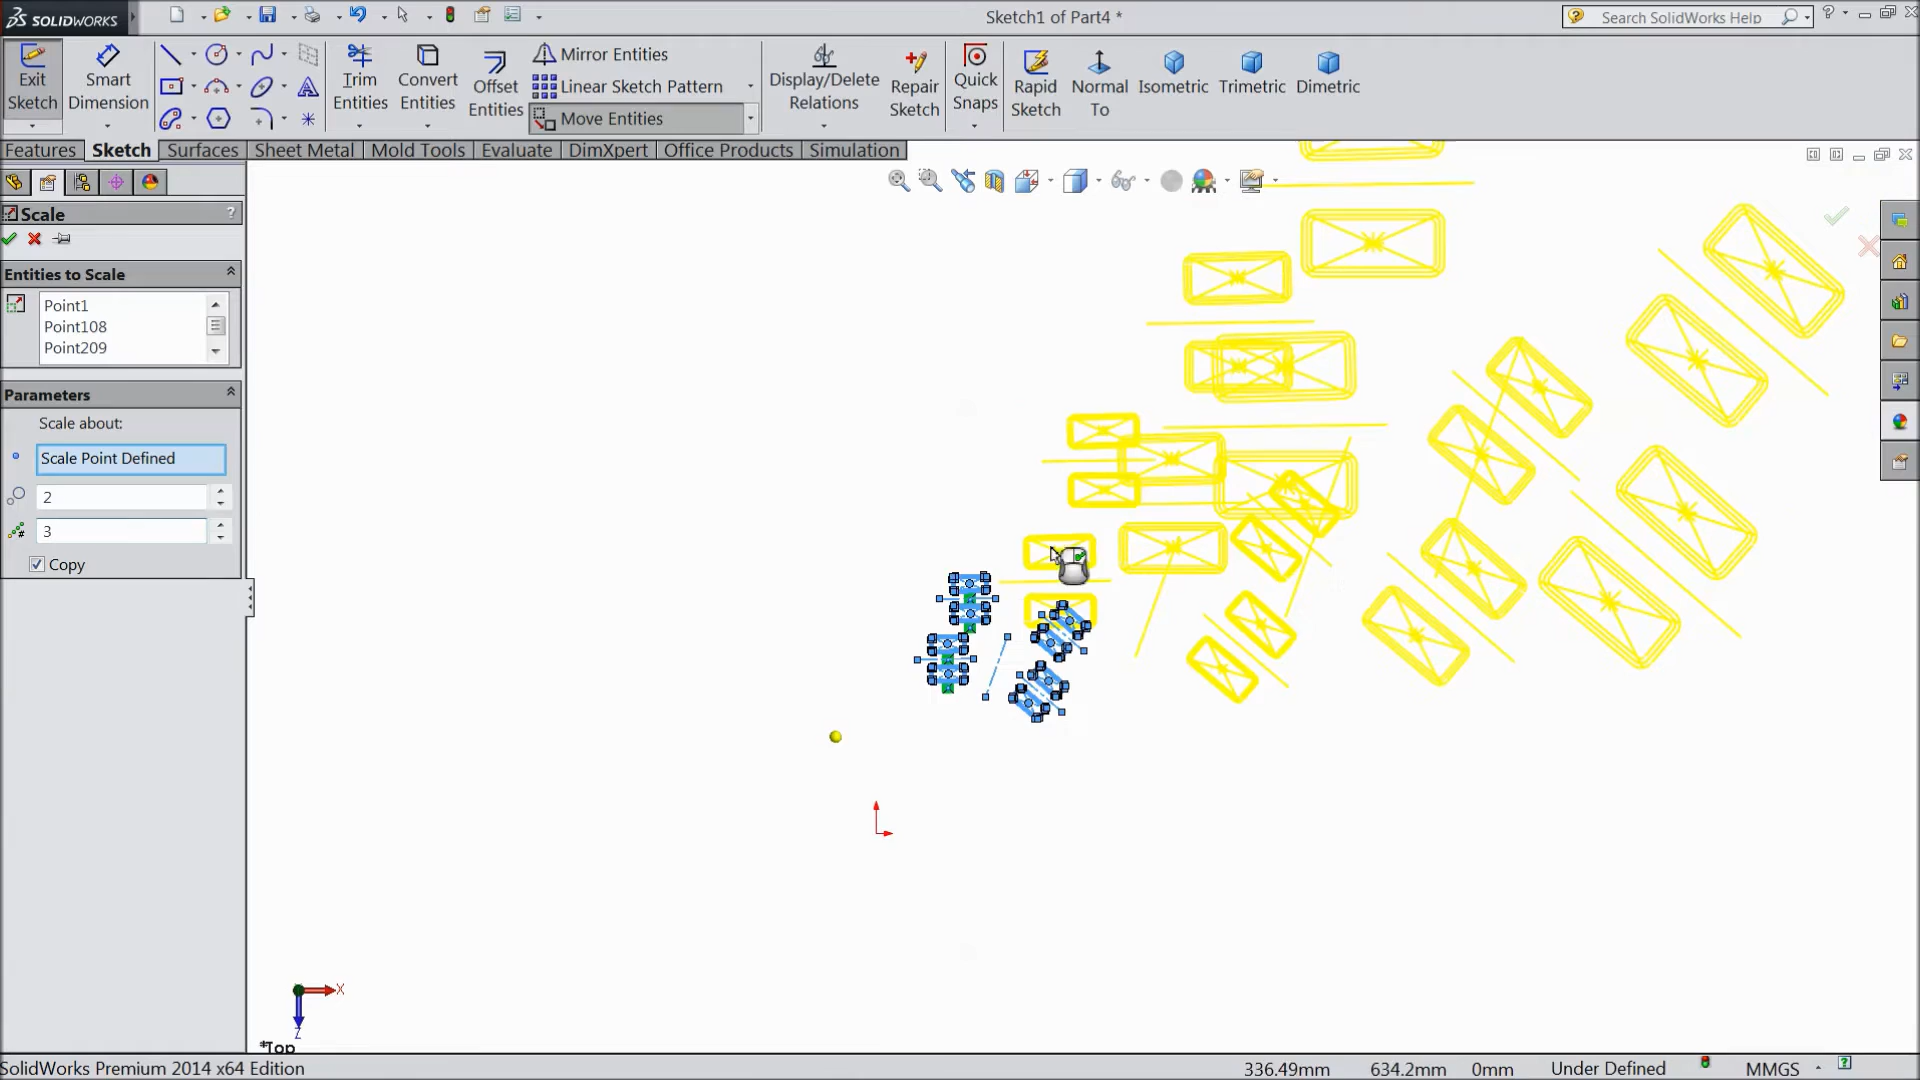 SOLIDWORKS
Sketch1 of Part4 *
Search SolidWorks Help
Exit Sketch
Smart Dimension
Trim Entities
Convert Entities
Offset Entities
Mirror Entities
Linear Sketch Pattern
Move Entities
Display/Delete Relations
Repair Sketch
Quick Snaps
Rapid Sketch
Normal To
Isometric
Trimetric
Dimetric
Features Sketch Surfaces Sheet Metal Mold Tools Evaluate DimXpert Office Products Simulation
Scale ?
Entities to Scale
Point1
Point108
Point209
Parameters
Scale about:
Scale Point Defined
2
3
Copy
X
Z
*Top
SolidWorks Premium 2014 x64 Edition
336.49mm 634.2mm 0mm Under Defined MMGS